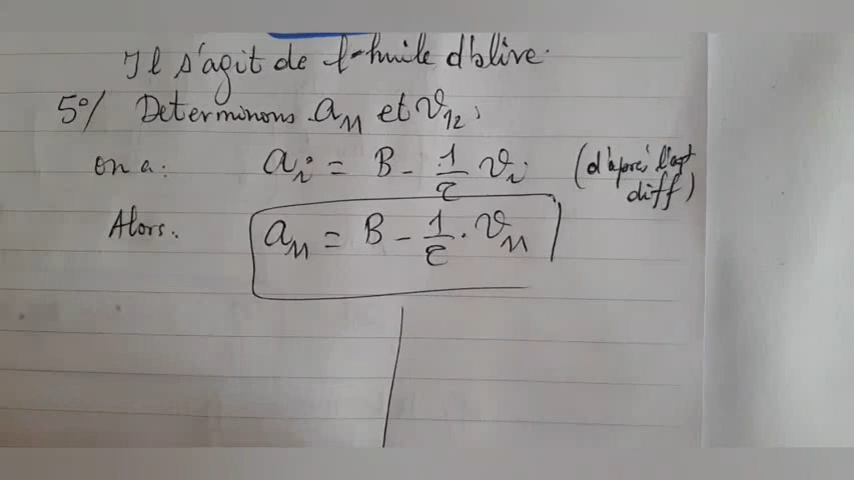 Il s'agit de l'huile d'olive.
5°/ Determinons a₁₁ et v₁₂:
on a: aᵢ = B - 1/τ vᵢ (d'après l'eqt diff)
Alors. a₁₁ = B - 1/τ . v₁₁